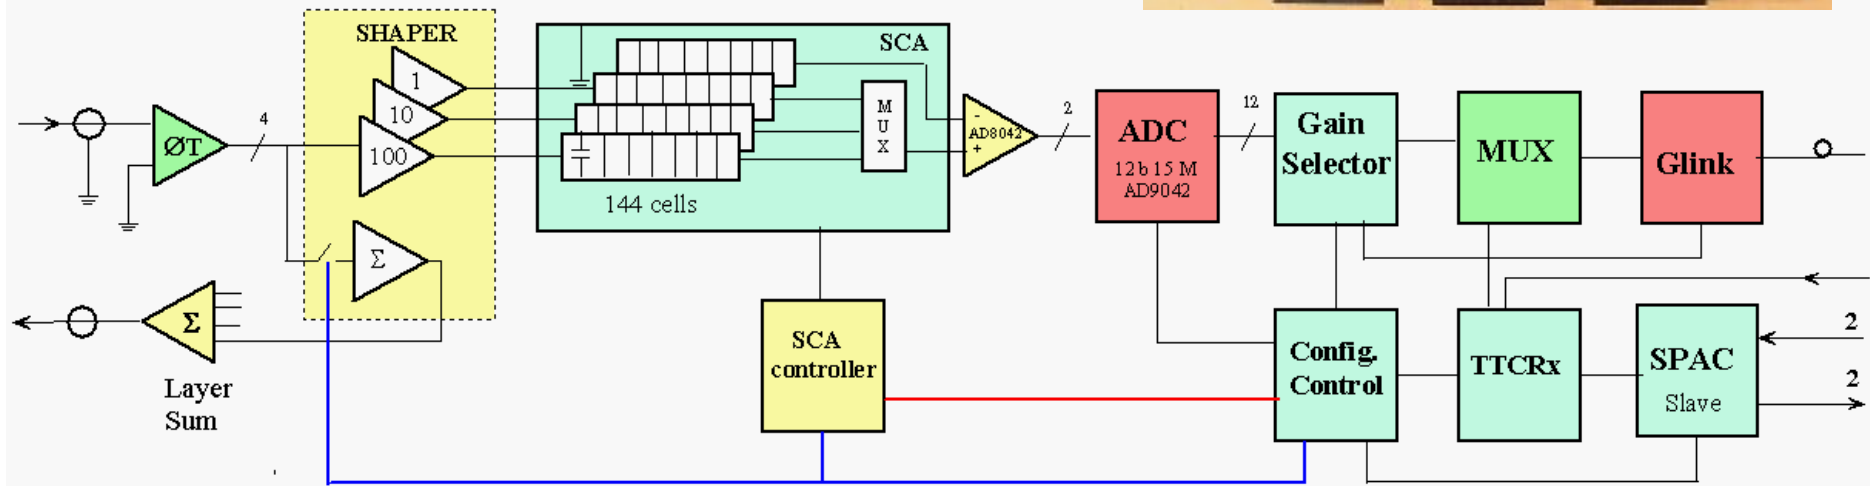 SHAPER
SCA
1
10
100
4
ØT
Σ
Σ
Layer
Sum
144 cells
M
U
X
-
AD8042
+
2
ADC
12b 15 M
AD9042
12
Gain
Selector
MUX
Glink
SCA
controller
Config.
Control
TTCRx
SPAC
Slave
2
2